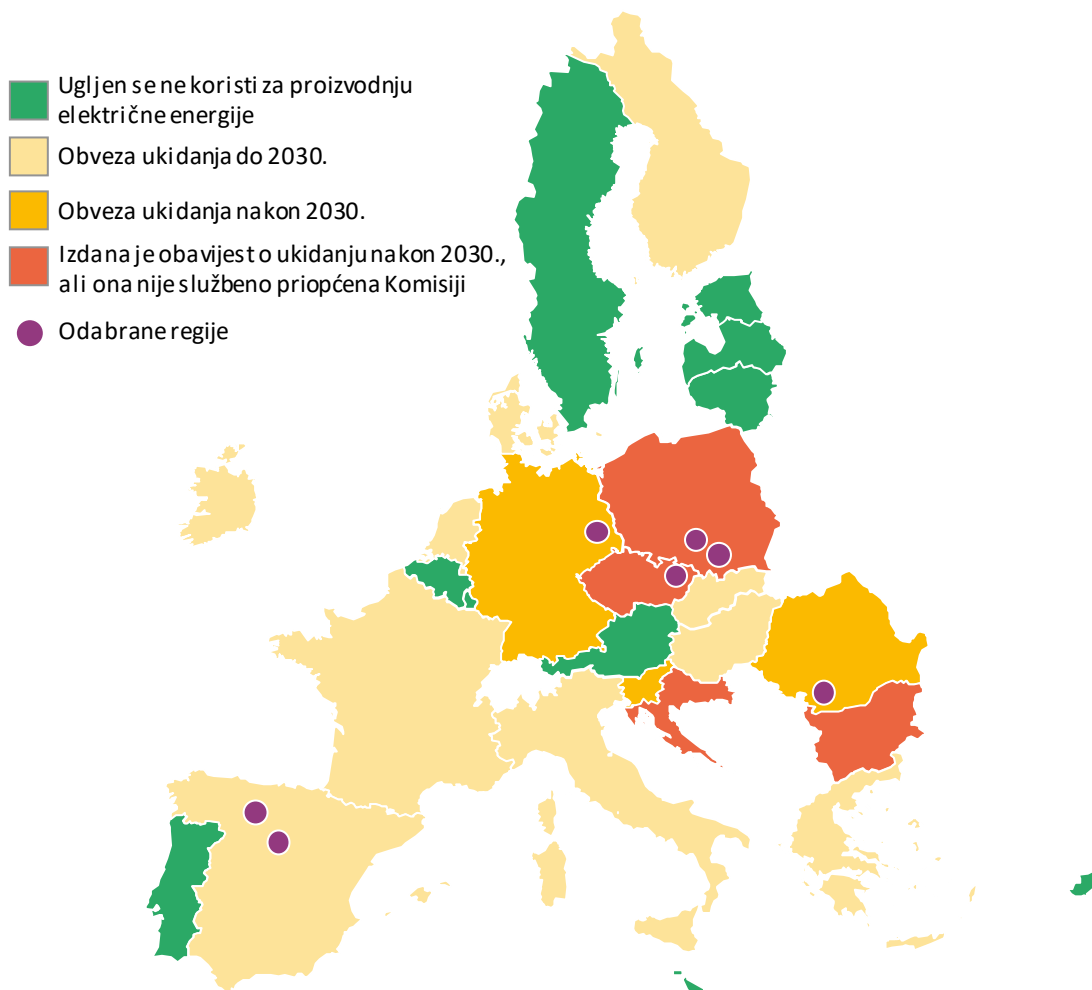 Ugljen se ne koristi za proizvodnju
električne energije
Obveza ukidanja do 2030.
Obveza ukidanja nakon 2030.
Izdana je obavijest o ukidanju nakon 2030.,
ali ona nije službeno priopćena Komisiji
Odabrane regije